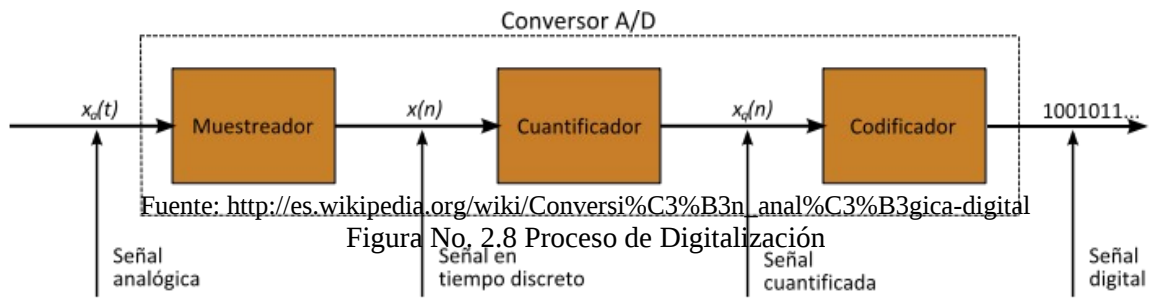 Conversor A/D
xₐ(t)
Muestreador
x(n)
Cuantificador
x_q(n)
Codificador
1001011...
Fuente: http://es.wikipedia.org/wiki/Conversi%C3%B3n_anal%C3%B3gica-digital
Figura No. 2.8 Proceso de Digitalización
Señal
analógica
Señal en
tiempo discreto
Señal
cuantificada
Señal
digital